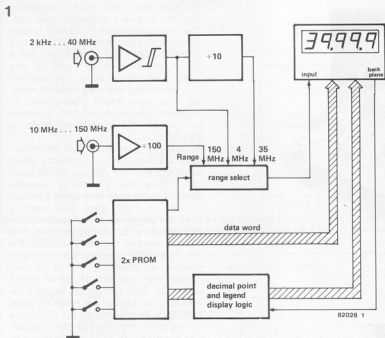 1
2 kHz . . . 40 MHz
÷10
39.99.9
input
back
plane
10 MHz . . . 150 MHz
÷100
Range
150
MHz
4
MHz
35
MHz
range select
data word
2x PROM
decimal point
and legend
display logic
82028 1